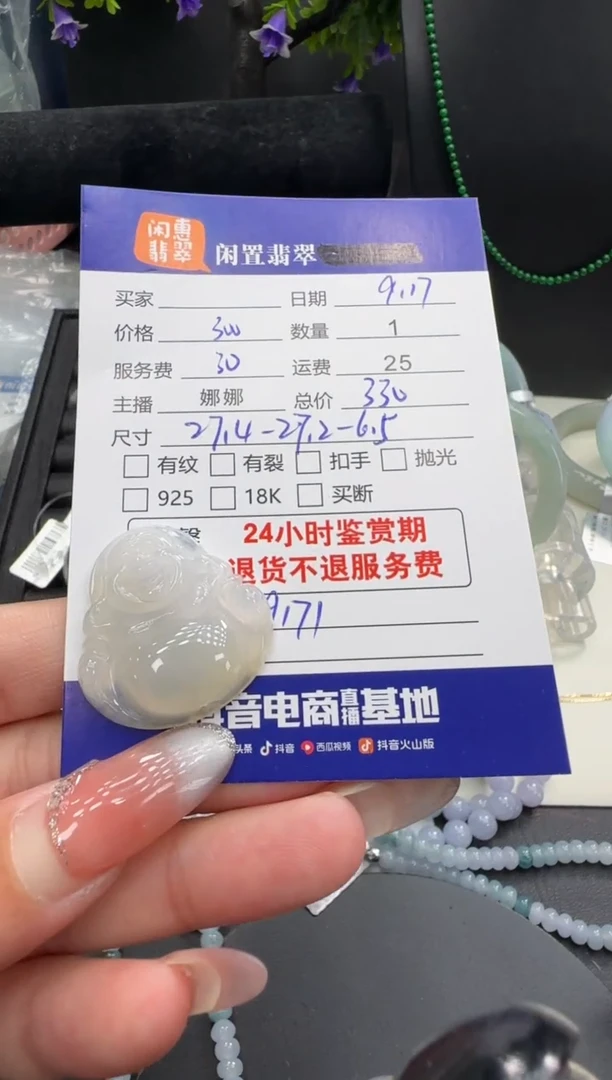 闲惠
翡翠
闲置翡翠
买家 日期 9.17
价格 300 数量 1
服务费 30 运费 25
主播 娜娜 总价 330
尺寸 27.4-27.2-6.5
有纹 有裂 扣手 抛光
925 18K 买断
24小时鉴赏期
退货不退服务费
9171
音电商直播基地
头条 抖音 西瓜视频 抖音火山版